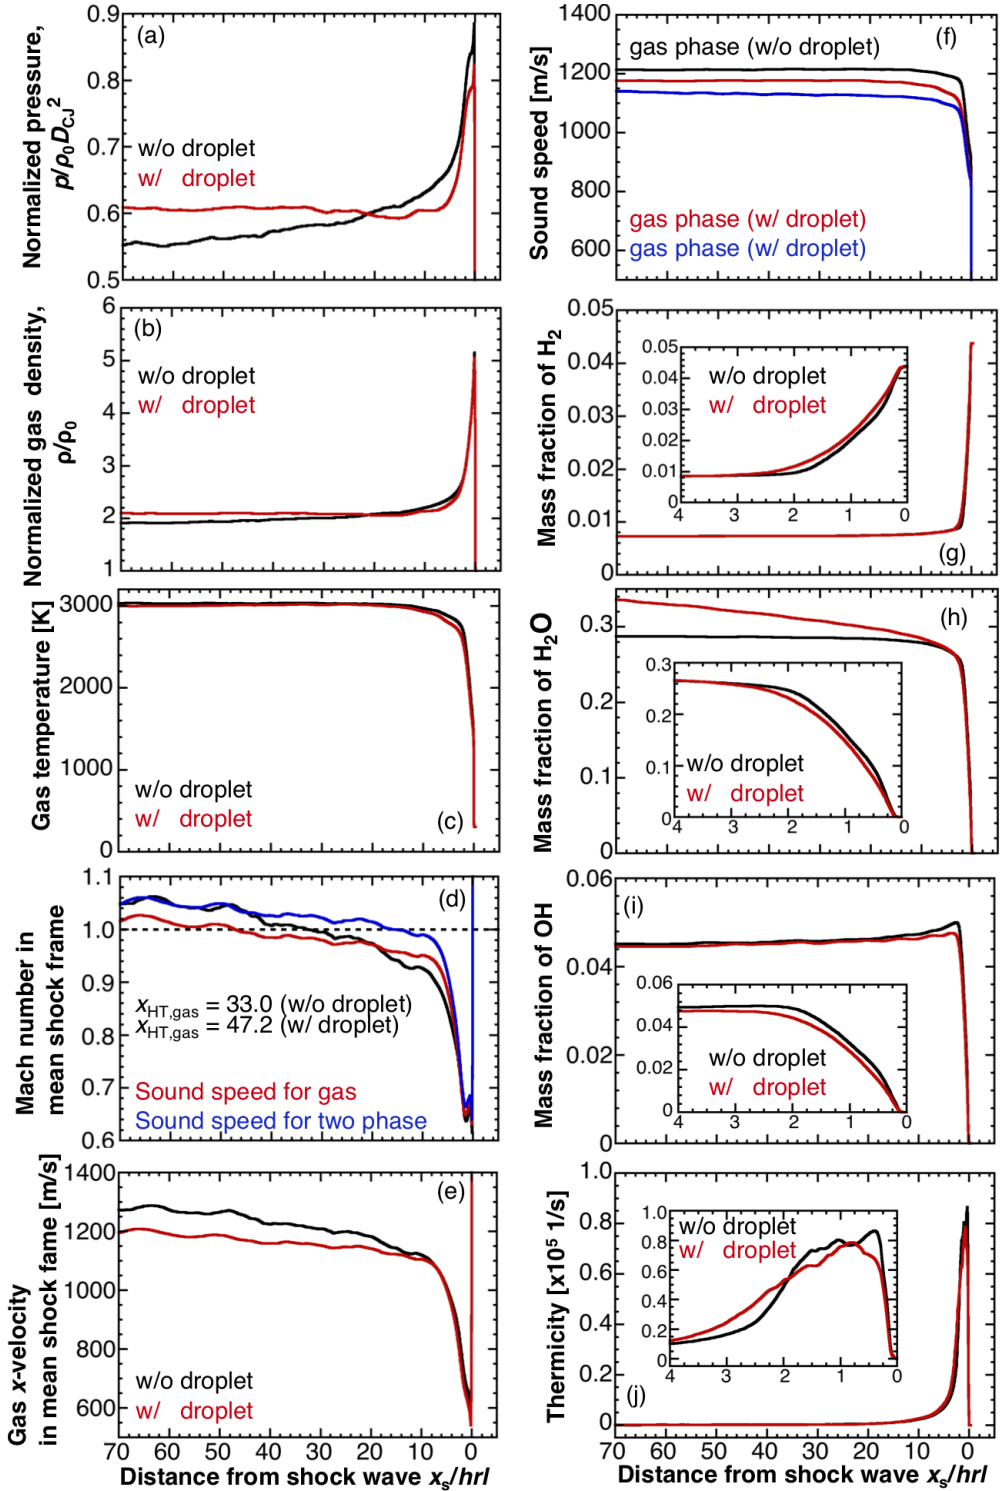 Normalized pressure,
p/ρ₀D_CJ²
0.9
0.8
0.7
0.6
0.5
(a)
w/o droplet
w/ droplet
Normalized gas density,
ρ/ρ₀
6
5
4
3
2
1
(b)
w/o droplet
w/ droplet
Gas temperature [K]
3000
2000
1000
0
w/o droplet
w/ droplet
(c)
Mach number in
mean shock frame
1.1
1.0
0.9
0.8
0.7
0.6
(d)
x_HT,gas = 33.0 (w/o droplet)
x_HT,gas = 47.2 (w/ droplet)
Sound speed for gas
Sound speed for two phase
Gas x-velocity
in mean shock fame [m/s]
1400
1200
1000
800
600
(e)
w/o droplet
w/ droplet
70 60 50 40 30 20 10 0
Distance from shock wave xₛ/hrl
Sound speed [m/s]
1400
1200
1000
800
600
gas phase (w/o droplet)
(f)
gas phase (w/ droplet)
gas phase (w/ droplet)
Mass fraction of H₂
0.05
0.04
0.03
0.02
0.01
0
0.05
0.04
0.03
0.02
0.01
0
w/o droplet
w/ droplet
4 3 2 1 0
(g)
Mass fraction of H₂O
0.3
0.2
0.1
0
(h)
0.3
0.2
0.1
0
w/o droplet
w/ droplet
4 3 2 1 0
Mass fraction of OH
0.06
0.04
0.02
0
(i)
0.06
0.04
0.02
0
w/o droplet
w/ droplet
4 3 2 1 0
Thermicity [x10⁵ 1/s]
1.0
0.8
0.6
0.4
0.2
0
1.0
0.8
0.6
0.4
0.2
0
w/o droplet
w/ droplet
4 3 2 1 0
(j)
70 60 50 40 30 20 10 0
Distance from shock wave xₛ/hrl